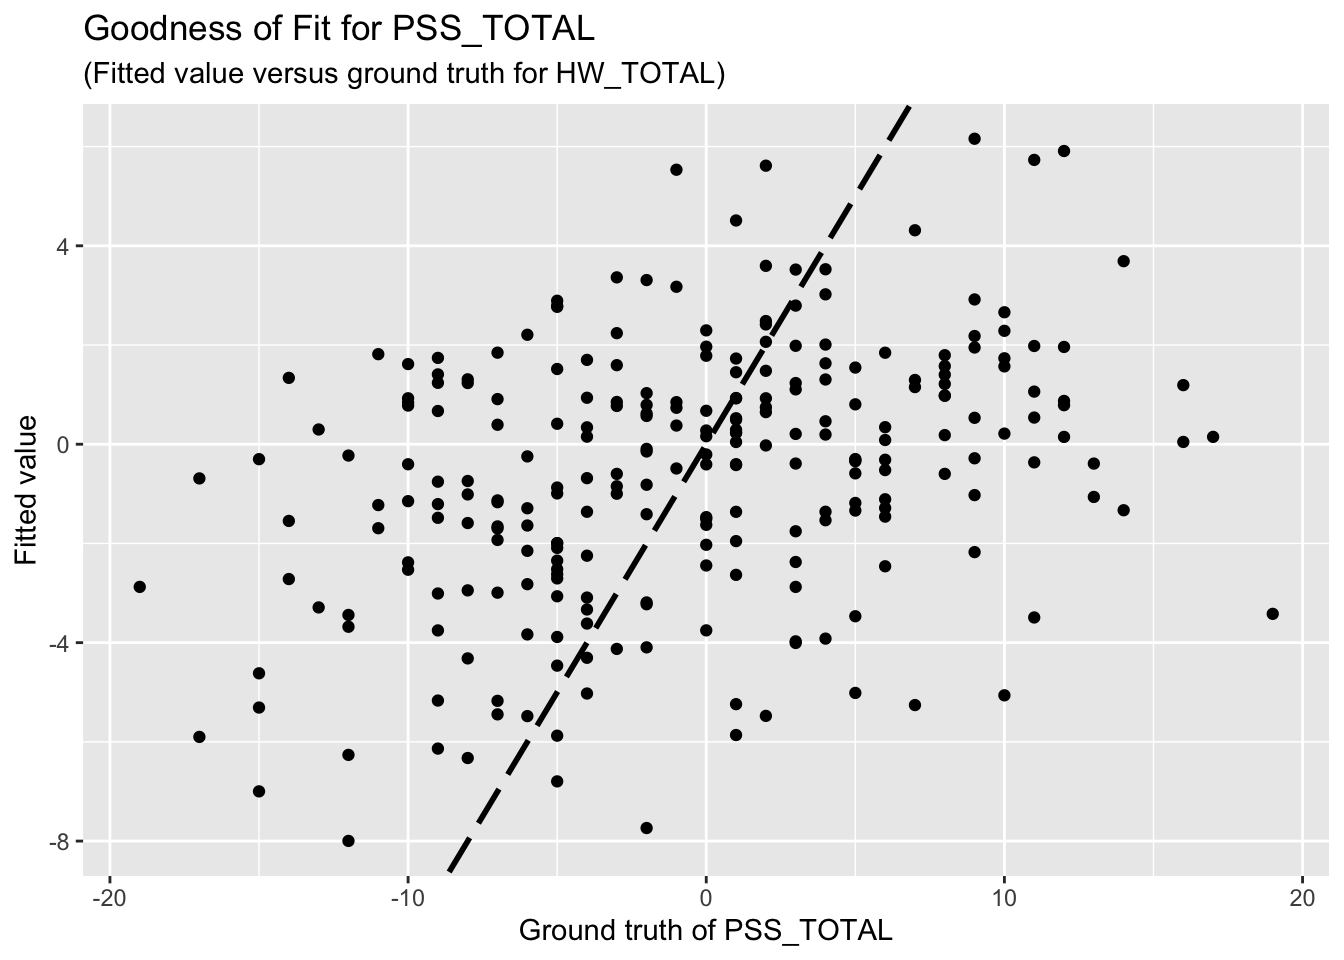 Goodness of Fit for PSS_TOTAL
(Fitted value versus ground truth for HW_TOTAL)
4
0
-4
-8
Fitted value
-20 -10 0 10 20
Ground truth of PSS_TOTAL